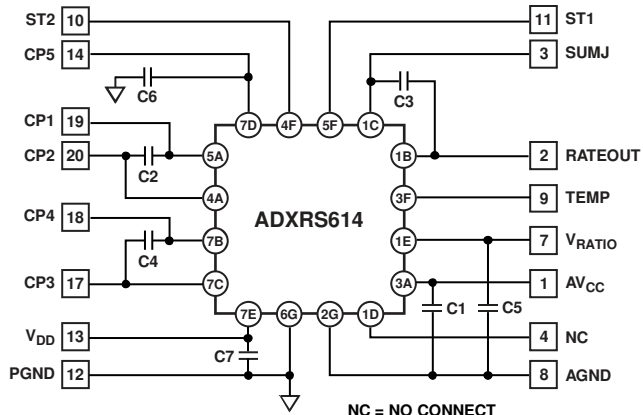 ST2 10
11 ST1
CP5 14
3 SUMJ
C6
C3
7D 4F 5F 1C
CP1 19
CP2 20
C2
5A
1B
2 RATEOUT
4A
3F
9 TEMP
ADXRS614
CP4 18
C4
7B
1E
7 VRATIO
CP3 17
7C
3A
1 AVCC
7E 6G 2G 1D
C1 C5
VDD 13
C7
4 NC
PGND 12
8 AGND
NC = NO CONNECT